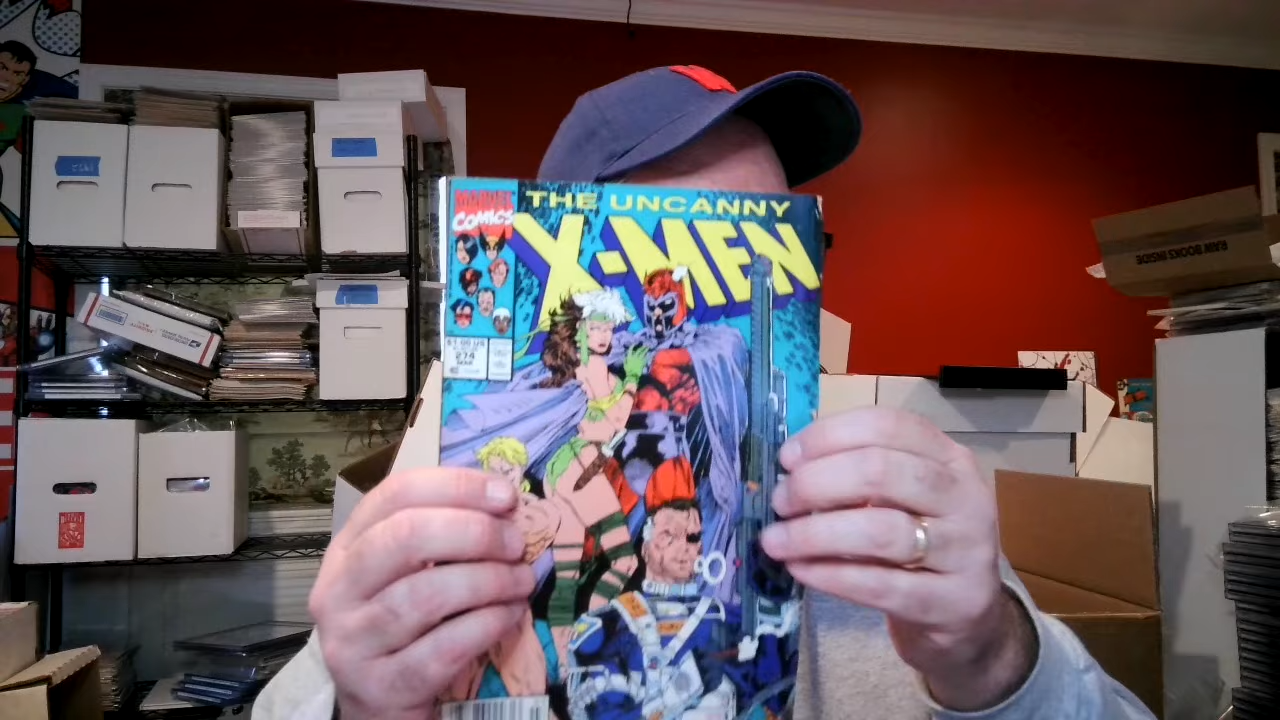 MARVEL
COMICS
THE UNCANNY
X-MEN
$1.00 US
274
MAR
RAW BOOKS INSIDE